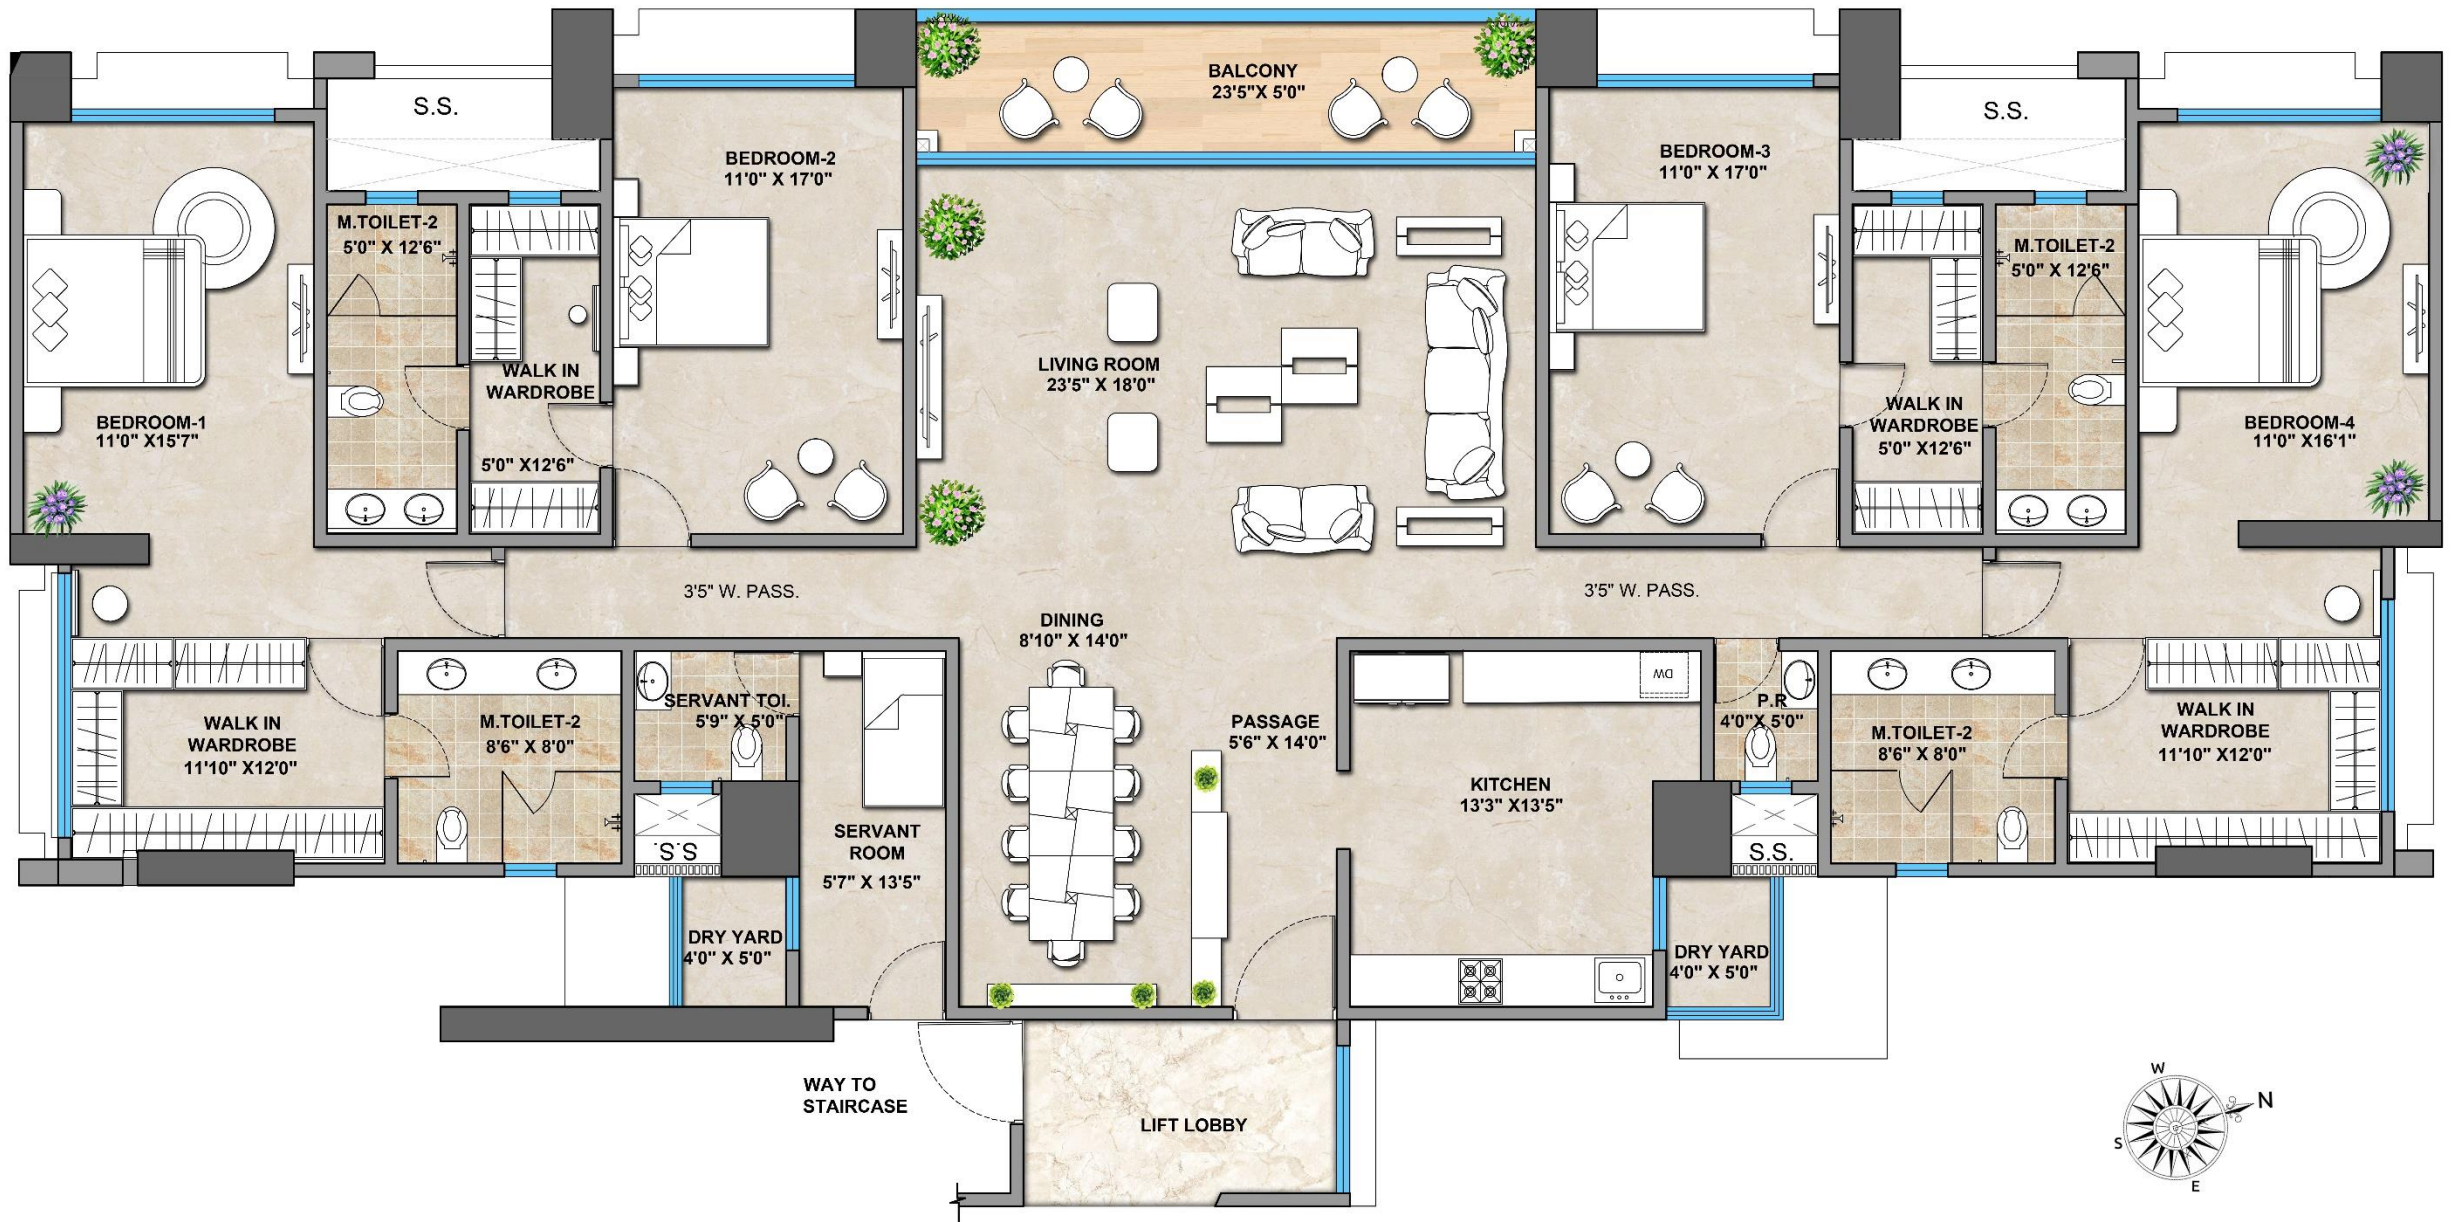 S.S.
BALCONY
23'5"X 5'0"
S.S.
BEDROOM-2
11'0" X 17'0"
BEDROOM-3
11'0" X 17'0"
M.TOILET-2
5'0" X 12'6"
M.TOILET-2
5'0" X 12'6"
WALK IN
WARDROBE
5'0" X12'6"
LIVING ROOM
23'5" X 18'0"
WALK IN
WARDROBE
5'0" X12'6"
BEDROOM-1
11'0" X15'7"
BEDROOM-4
11'0" X16'1"
3'5" W. PASS.
3'5" W. PASS.
DINING
8'10" X 14'0"
WALK IN
WARDROBE
11'10" X12'0"
M.TOILET-2
8'6" X 8'0"
SERVANT TOI.
5'9" X 5'0"
PASSAGE
5'6" X 14'0"
DW
P.R
4'0"X 5'0"
M.TOILET-2
8'6" X 8'0"
WALK IN
WARDROBE
11'10" X12'0"
KITCHEN
13'3" X13'5"
S.S
SERVANT
ROOM
5'7" X 13'5"
S.S.
DRY YARD
4'0" X 5'0"
DRY YARD
4'0" X 5'0"
WAY TO
STAIRCASE
LIFT LOBBY
W
N
S
E